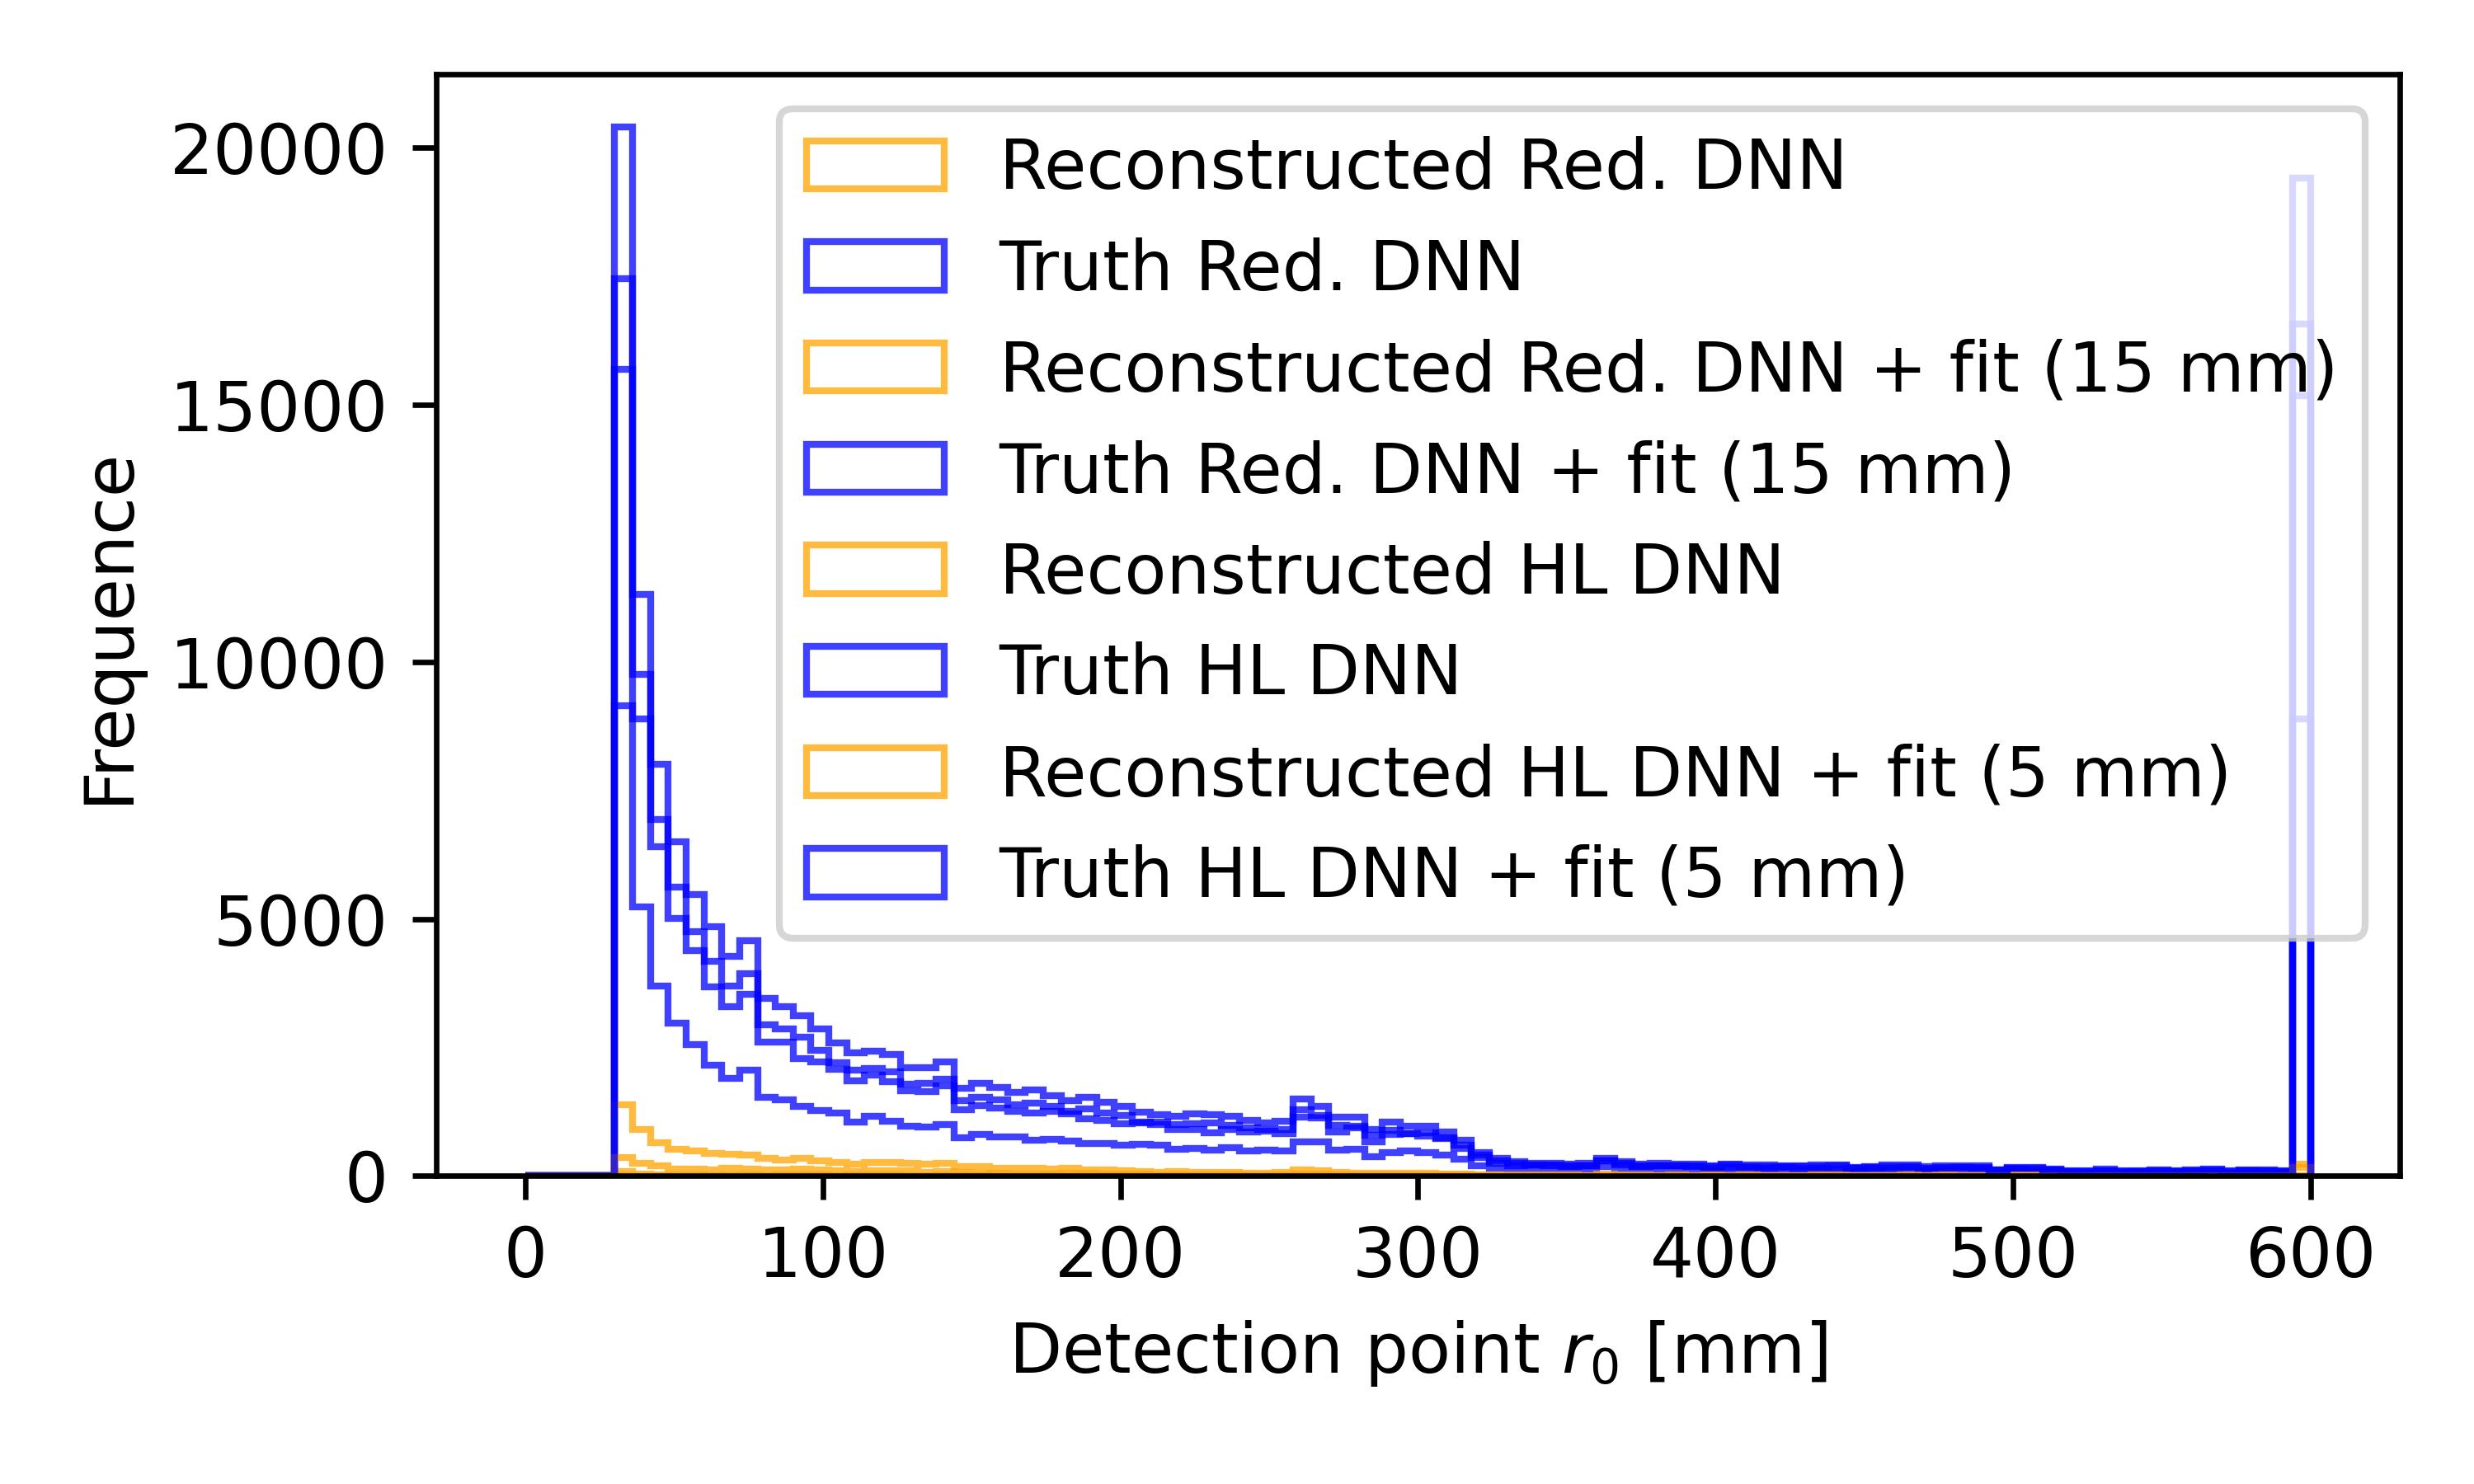 20000
15000
10000
5000
0
Frequence
Reconstructed Red. DNN
Truth Red. DNN
Reconstructed Red. DNN + fit (15 mm)
Truth Red. DNN + fit (15 mm)
Reconstructed HL DNN
Truth HL DNN
Reconstructed HL DNN + fit (5 mm)
Truth HL DNN + fit (5 mm)
0 100 200 300 400 500 600
Detection point r₀ [mm]